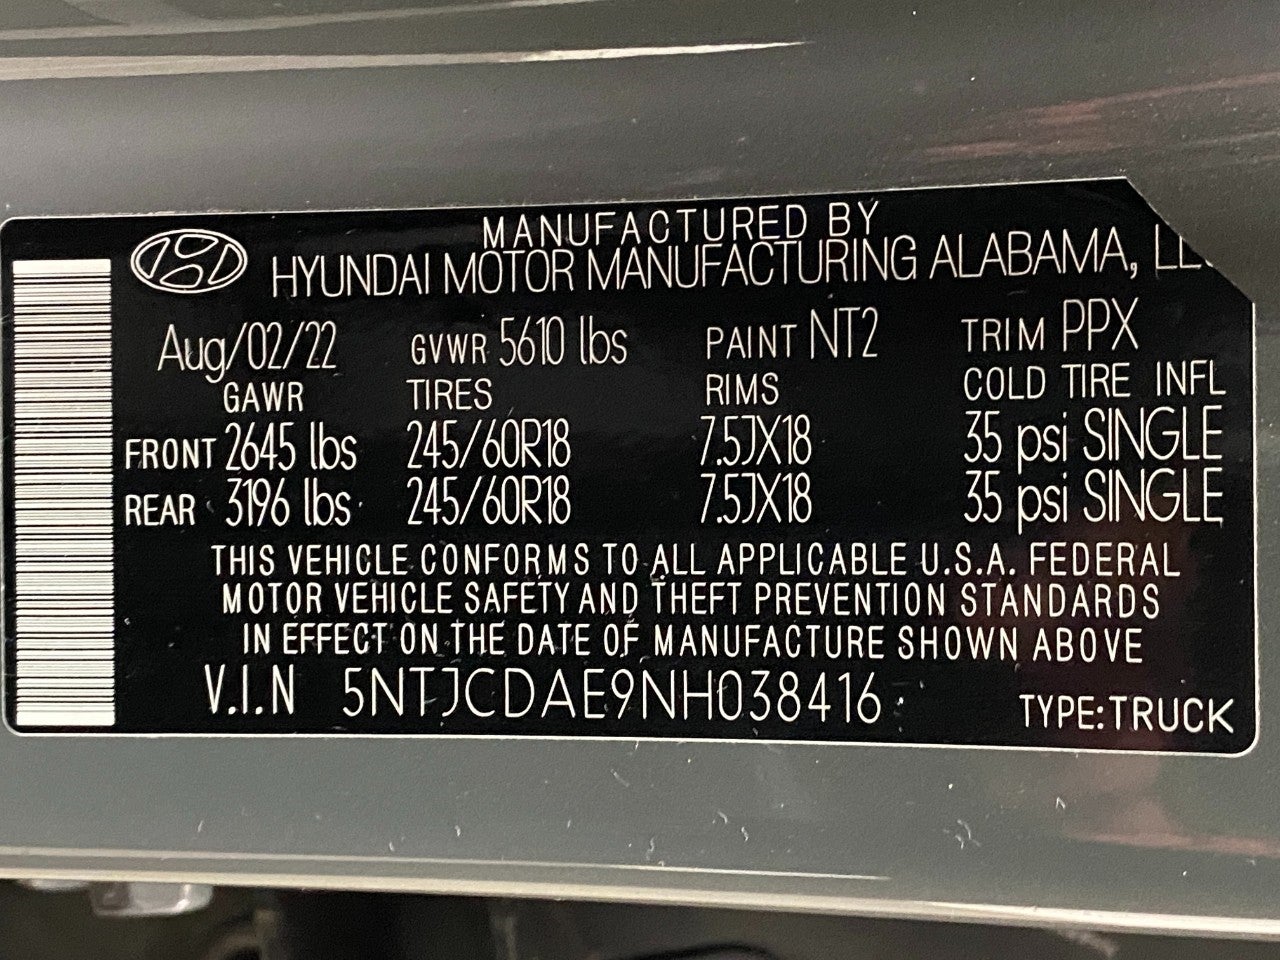 MANUFACTURED BY
HYUNDAI MOTOR MANUFACTURING ALABAMA,
Aug/02/22 GVWR 5610 lbs PAINT NT2 TRIM PPX
GAWR TIRES RIMS COLD TIRE INFL
FRONT 2645 lbs 245/60R18 7.5JX18 35 psi SINGLE
REAR 3196 lbs 245/60R18 7.5JX18 35 psi SINGLE
THIS VEHICLE CONFORMS TO ALL APPLICABLE U.S.A. FEDERAL
MOTOR VEHICLE SAFETY AND THEFT PREVENTION STANDARDS
IN EFFECT ON THE DATE OF MANUFACTURE SHOWN ABOVE
V.I.N 5NTJCDAE9NH038416 TYPE:TRUCK